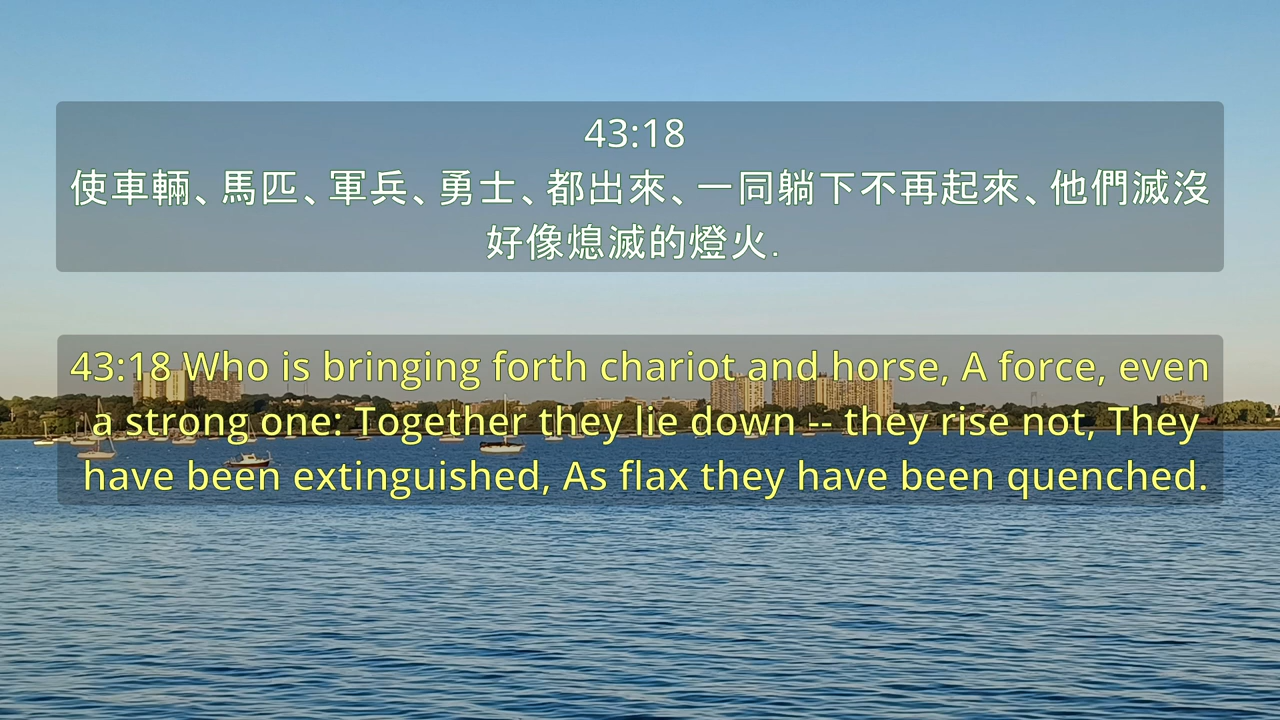 43:18
使車輛、馬匹、軍兵、勇士、都出來、一同躺下不再起來、他們滅沒
好像熄滅的燈火.
43:18 Who is bringing forth chariot and horse, A force, even
a strong one: Together they lie down -- they rise not, They
have been extinguished, As flax they have been quenched.